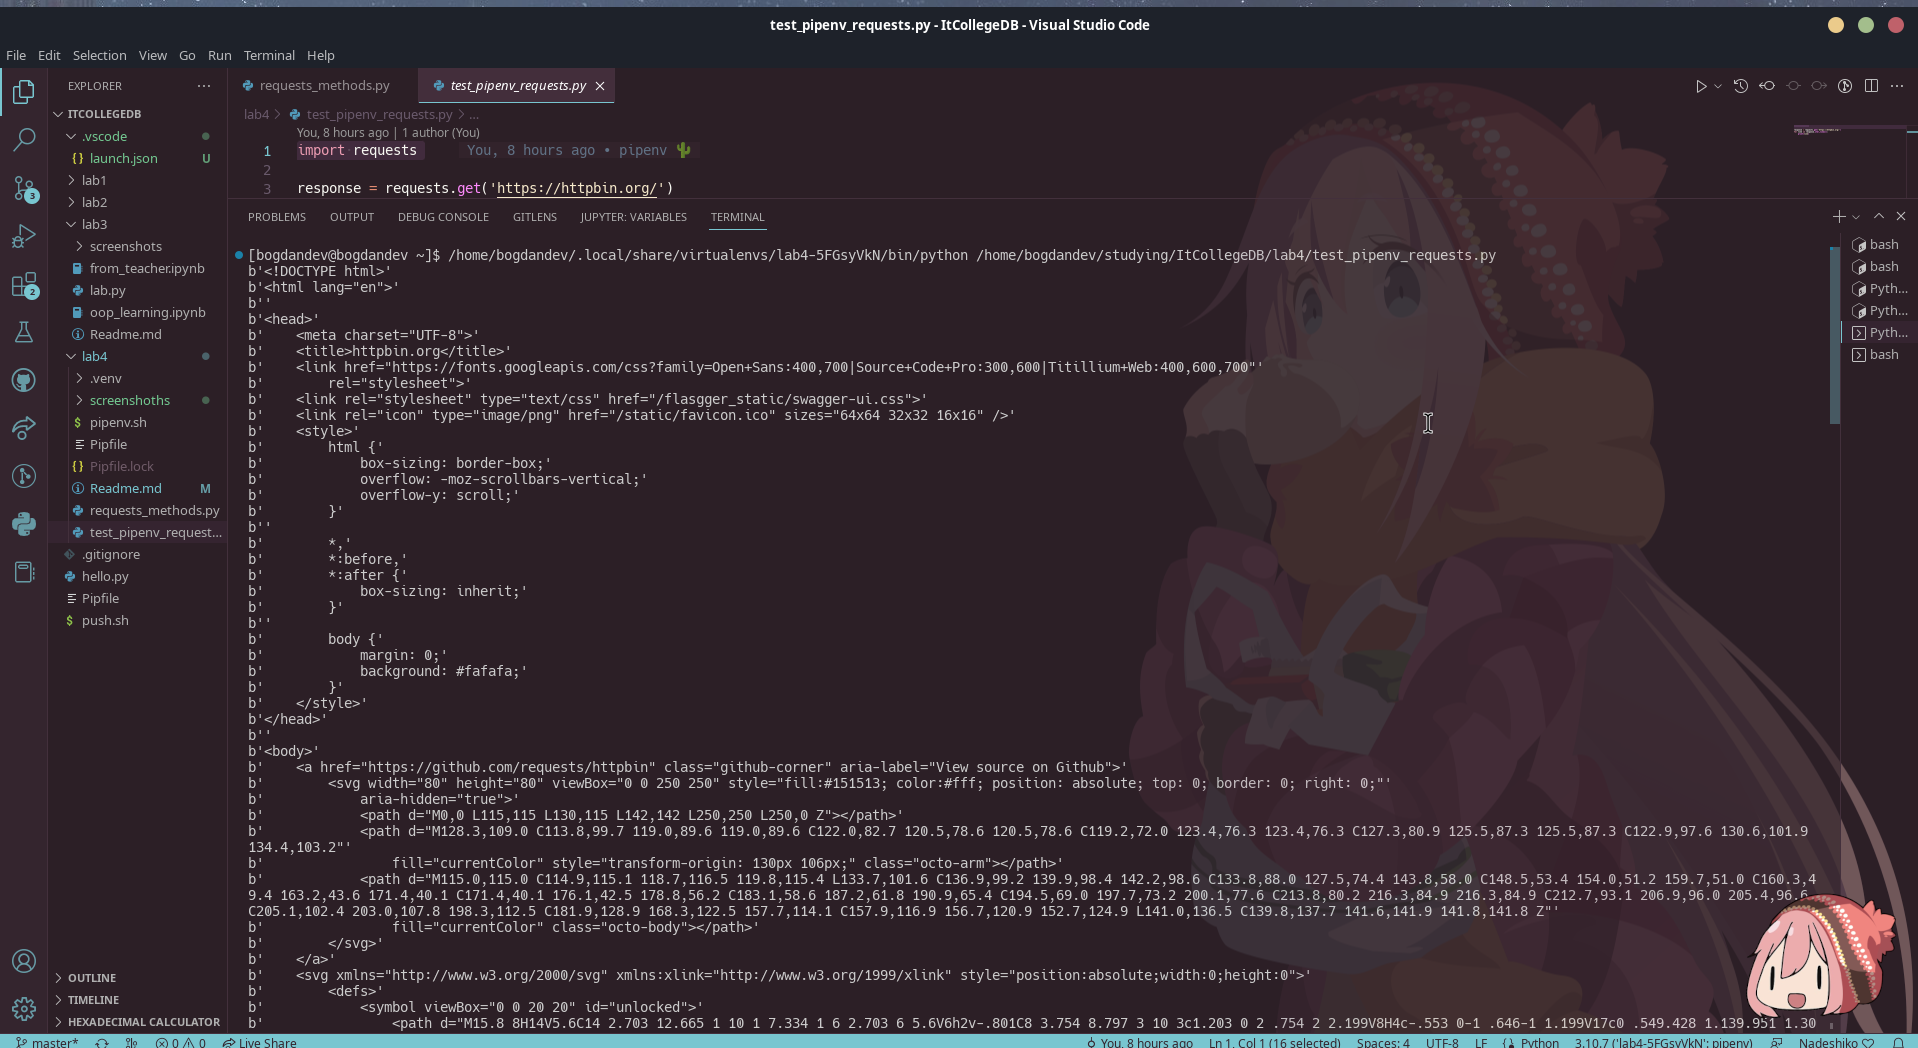 test_pipenv_requests.py - ItCollegeDB - Visual Studio Code
File Edit Selection View Go Run Terminal Help
EXPLORER
ITCOLLEGEDB
.vscode
launch.json U
lab1
lab2
lab3
screenshots
from_teacher.ipynb
lab.py
oop_learning.ipynb
Readme.md
lab4
.venv
screenshoths
pipenv.sh
Pipfile
Pipfile.lock
Readme.md M
requests_methods.py
test_pipenv_request...
.gitignore
hello.py
Pipfile
push.sh
OUTLINE
TIMELINE
HEXADECIMAL CALCULATOR
3
2
requests_methods.py test_pipenv_requests.py
lab4 > test_pipenv_requests.py > ...
You, 8 hours ago | 1 author (You)
1 import requests You, 8 hours ago • pipenv 🌵
2
3 response = requests.get('https://httpbin.org/')
PROBLEMS OUTPUT DEBUG CONSOLE GITLENS JUPYTER: VARIABLES TERMINAL
[bogdandev@bogdandev ~]$ /home/bogdandev/.local/share/virtualenvs/lab4-5FGsyVkN/bin/python /home/bogdandev/studying/ItCollegeDB/lab4/test_pipenv_requests.py
b'<!DOCTYPE html>'
b'<html lang="en">'
b''
b'<head>'
b'    <meta charset="UTF-8">'
b'    <title>httpbin.org</title>'
b'    <link href="https://fonts.googleapis.com/css?family=Open+Sans:400,700|Source+Code+Pro:300,600|Titillium+Web:400,600,700"'
b'        rel="stylesheet">'
b'    <link rel="stylesheet" type="text/css" href="/flasgger_static/swagger-ui.css">'
b'    <link rel="icon" type="image/png" href="/static/favicon.ico" sizes="64x64 32x32 16x16" />'
b'    <style>'
b'        html {'
b'            box-sizing: border-box;'
b'            overflow: -moz-scrollbars-vertical;'
b'            overflow-y: scroll;'
b'        }'
b''
b'        *,'
b'        *:before,'
b'        *:after {'
b'            box-sizing: inherit;'
b'        }'
b''
b'        body {'
b'            margin: 0;'
b'            background: #fafafa;'
b'        }'
b'    </style>'
b'</head>'
b''
b'<body>'
b'    <a href="https://github.com/requests/httpbin" class="github-corner" aria-label="View source on Github">'
b'        <svg width="80" height="80" viewBox="0 0 250 250" style="fill:#151513; color:#fff; position: absolute; top: 0; border: 0; right: 0;"'
b'            aria-hidden="true">'
b'            <path d="M0,0 L115,115 L130,115 L142,142 L250,250 L250,0 Z"></path>'
b'            <path d="M128.3,109.0 C113.8,99.7 119.0,89.6 119.0,89.6 C122.0,82.7 120.5,78.6 120.5,78.6 C119.2,72.0 123.4,76.3 123.4,76.3 C127.3,80.9 125.5,87.3 125.5,87.3 C122.9,97.6 130.6,101.9
134.4,103.2"'
b'                fill="currentColor" style="transform-origin: 130px 106px;" class="octo-arm"></path>'
b'            <path d="M115.0,115.0 C114.9,115.1 118.7,116.5 119.8,115.4 L133.7,101.6 C136.9,99.2 139.9,98.4 142.2,98.6 C133.8,88.0 127.5,74.4 143.8,58.0 C148.5,53.4 154.0,51.2 159.7,51.0 C160.3,4
9.4 163.2,43.6 171.4,40.1 C171.4,40.1 176.1,42.5 178.8,56.2 C183.1,58.6 187.2,61.8 190.9,65.4 C194.5,69.0 197.7,73.2 200.1,77.6 C213.8,80.2 216.3,84.9 216.3,84.9 C212.7,93.1 206.9,96.0 205.4,96.6
C205.1,102.4 203.0,107.8 198.3,112.5 C181.9,128.9 168.3,122.5 157.7,114.1 C157.9,116.9 156.7,120.9 152.7,124.9 L141.0,136.5 C139.8,137.7 141.6,141.9 141.8,141.8 Z"'
b'                fill="currentColor" class="octo-body"></path>'
b'        </svg>'
b'    </a>'
b'    <svg xmlns="http://www.w3.org/2000/svg" xmlns:xlink="http://www.w3.org/1999/xlink" style="position:absolute;width:0;height:0">'
b'        <defs>'
b'            <symbol viewBox="0 0 20 20" id="unlocked">'
b'                <path d="M15.8 8H14V5.6C14 2.703 12.665 1 10 1 7.334 1 6 2.703 6 5.6V6h2v-.801C8 3.754 8.797 3 10 3c1.203 0 2 .754 2 2.199V8H4c-.553 0-1 .646-1 1.199V17c0 .549.428 1.139.951 1.30
bash
bash
Pyth...
Pyth...
Pyth...
bash
master* 0 0 Live Share You, 8 hours ago Ln 1, Col 1 (16 selected) Spaces: 4 UTF-8 LF Python 3.10.7 ('lab4-5FGsyVkN': pipenv) Nadeshiko